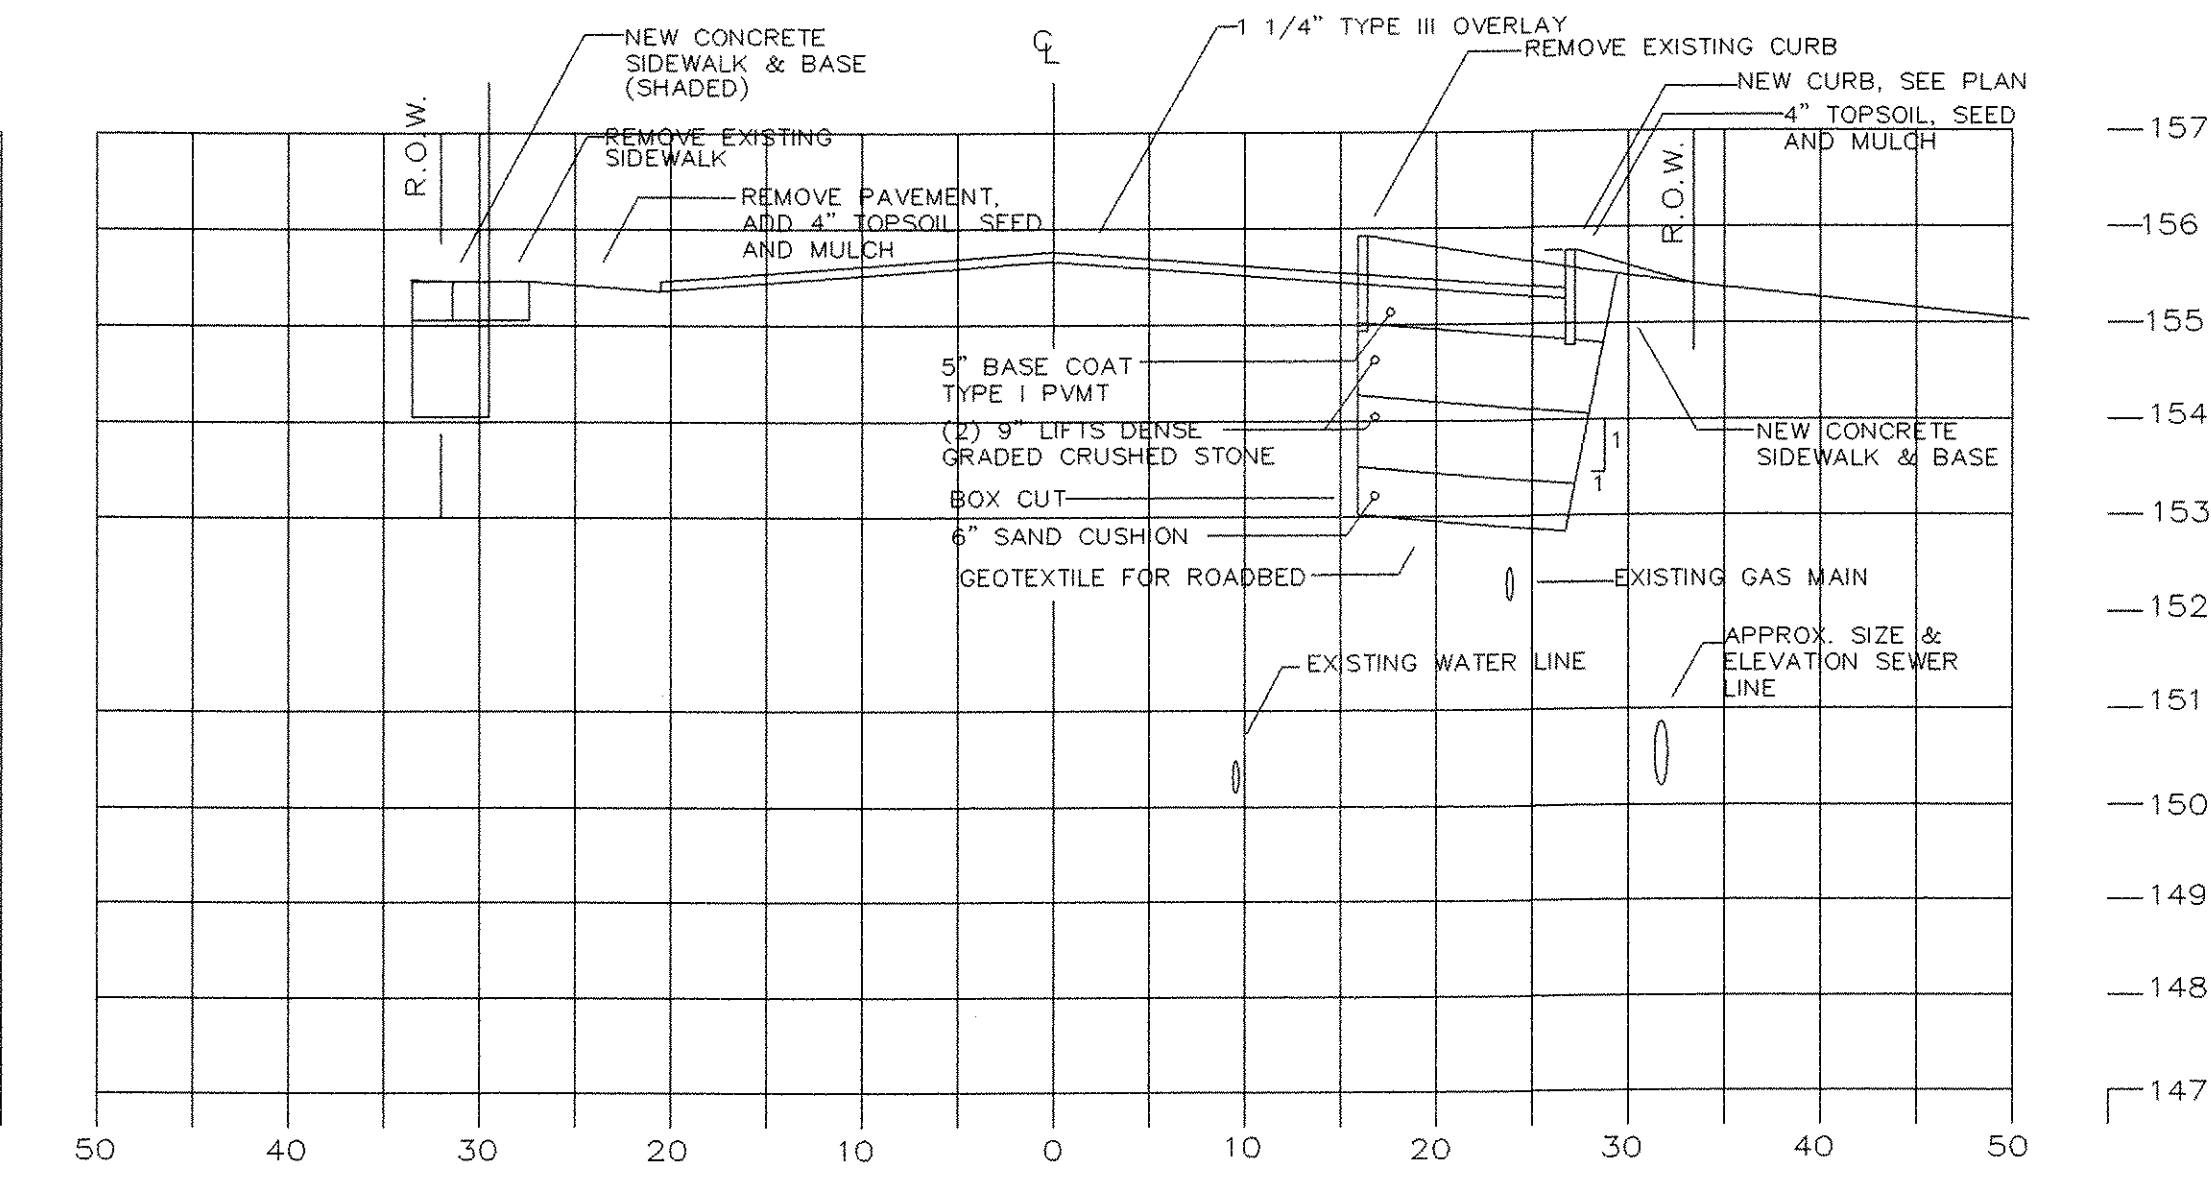 NEW CONCRETE
SIDEWALK & BASE
(SHADED)
℄
1 1/4" TYPE III OVERLAY
REMOVE EXISTING CURB
NEW CURB, SEE PLAN
4" TOPSOIL, SEED
AND MULCH
R.O.W.
REMOVE EXISTING
SIDEWALK
REMOVE PAVEMENT,
ADD 4" TOPSOIL, SEED
AND MULCH
R.O.W.
157
156
155
154
153
152
151
150
149
148
147
5" BASE COAT
TYPE I PVMT
(2) 9" LIFTS DENSE
GRADED CRUSHED STONE
BOX CUT
6" SAND CUSHION
GEOTEXTILE FOR ROADBED
1
1
NEW CONCRETE
SIDEWALK & BASE
EXISTING GAS MAIN
EXISTING WATER LINE
APPROX. SIZE &
ELEVATION SEWER
LINE
50 40 30 20 10 0 10 20 30 40 50